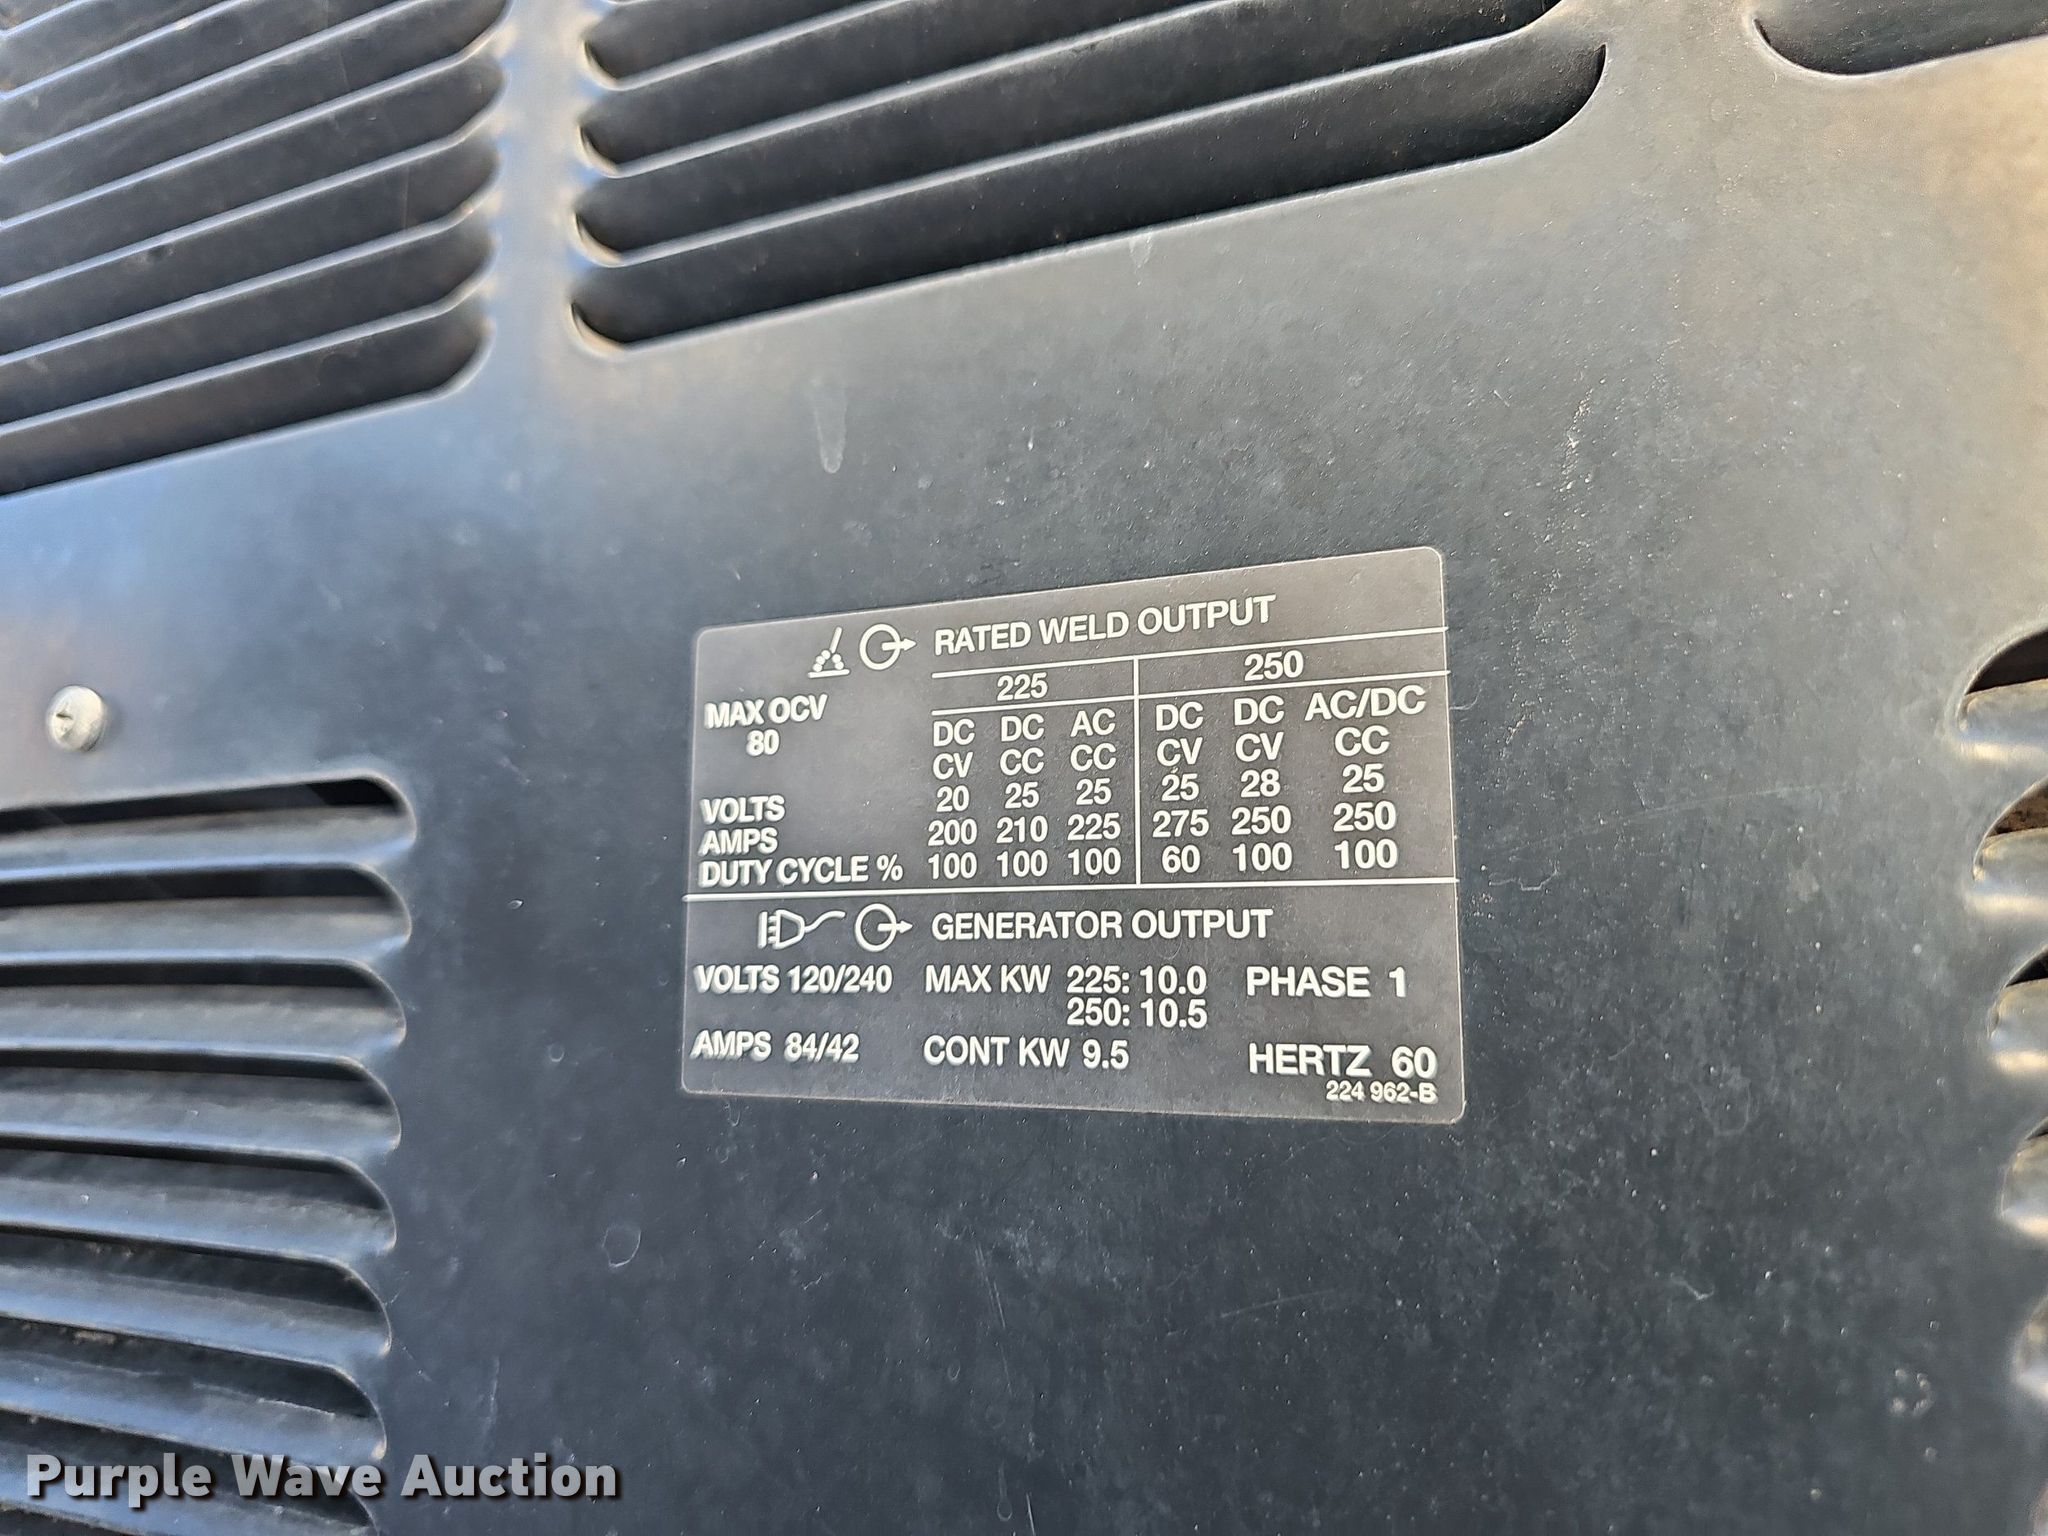 RATED WELD OUTPUT
225 250
MAX OCV
80
DC DC AC DC DC AC/DC
CV CC CC CV CV CC
VOLTS 20 25 25 25 28 25
AMPS 200 210 225 275 250 250
DUTY CYCLE % 100 100 100 60 100 100
GENERATOR OUTPUT
VOLTS 120/240 MAX KW 225: 10.0 PHASE 1
250: 10.5
AMPS 84/42 CONT KW 9.5 HERTZ 60
224 962-B
Purple Wave Auction